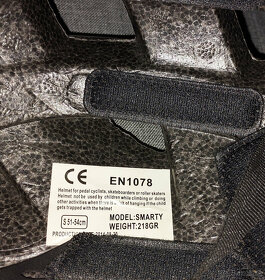 CE EN1078
Helmet for pedal cyclists, skateboarders or roller skaters
Helmet not be used by children while climbing or doing
other activities when there is a risk of hanging if the child
gets trapped with the helmet
S 51-54cm
MODEL:SMARTY
WEIGHT:218GR